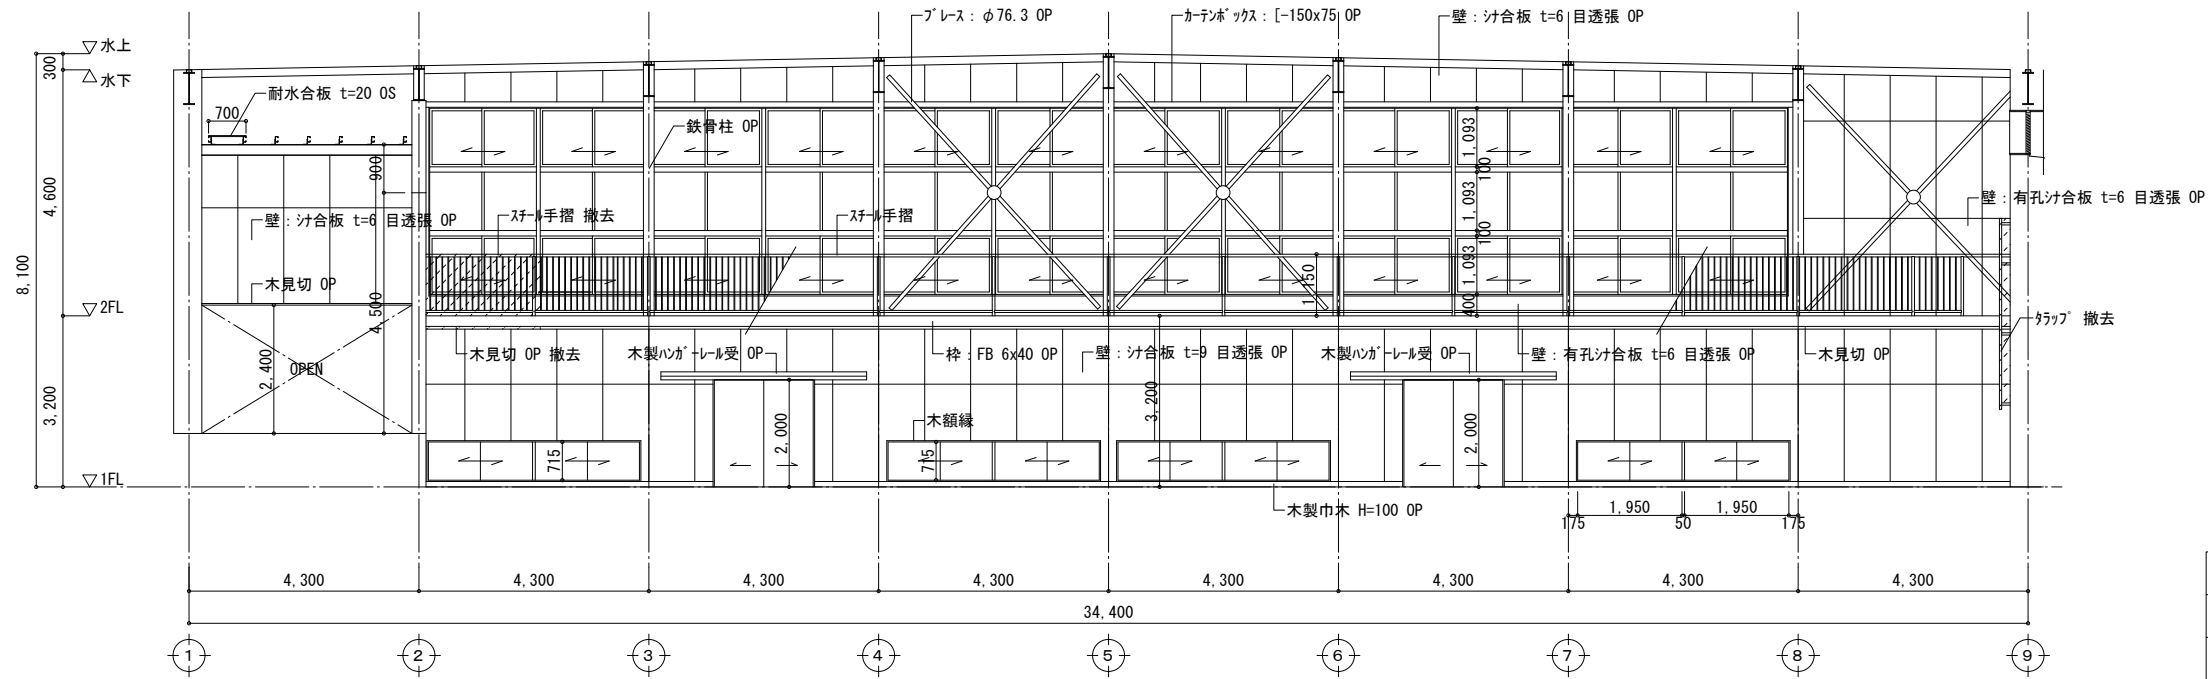 ﾌﾞﾚｰｽ : φ76.3 OP
ｶｰﾃﾝﾎﾞｯｸｽ : [-150x75 OP
壁 : ｼﾅ合板 t=6 目透張 OP
水上
300
水下
耐水合板 t=20 OS
700
鉄骨柱 OP
1,093
900
100
4,600
1,093
壁 : 有孔ｼﾅ合板 t=6 目透張 OP
壁 : ｼﾅ合板 t=6 目透張 OP
ｽﾁｰﾙ手摺 撤去
ｽﾁｰﾙ手摺
100
8,100
1,093
木見切 OP
1,150
2FL
4,500
400
ﾀﾗｯﾌﾟ 撤去
木見切 OP 撤去
木製ﾊﾝｶﾞｰﾚｰﾙ受 OP
枠 : FB 6x40 OP
壁 : ｼﾅ合板 t=9 目透張 OP
木製ﾊﾝｶﾞｰﾚｰﾙ受 OP
壁 : 有孔ｼﾅ合板 t=6 目透張 OP
木見切 OP
2,400
OPEN
3,200
3,200
木額縁
2,000
2,000
715
715
1FL
木製巾木 H=100 OP
175
1,950
50
1,950
175
4,300
4,300
4,300
4,300
4,300
4,300
4,300
4,300
34,400
1
2
3
4
5
6
7
8
9